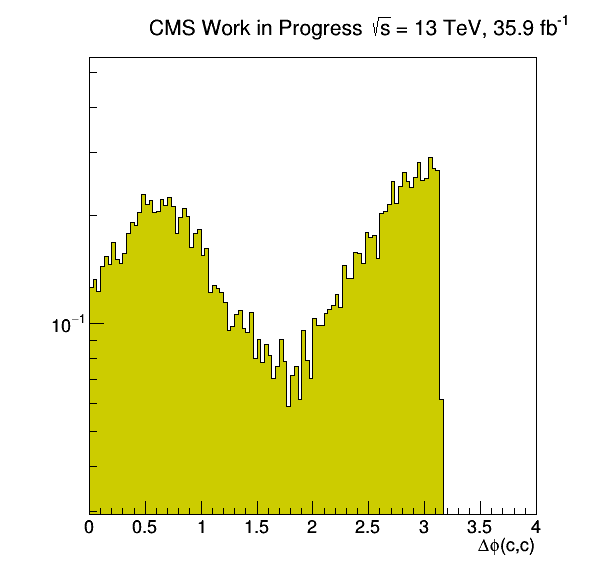 CMS Work in Progress √s = 13 TeV, 35.9 fb⁻¹
10⁻¹
0 0.5 1 1.5 2 2.5 3 3.5 4
Δϕ(c,c)